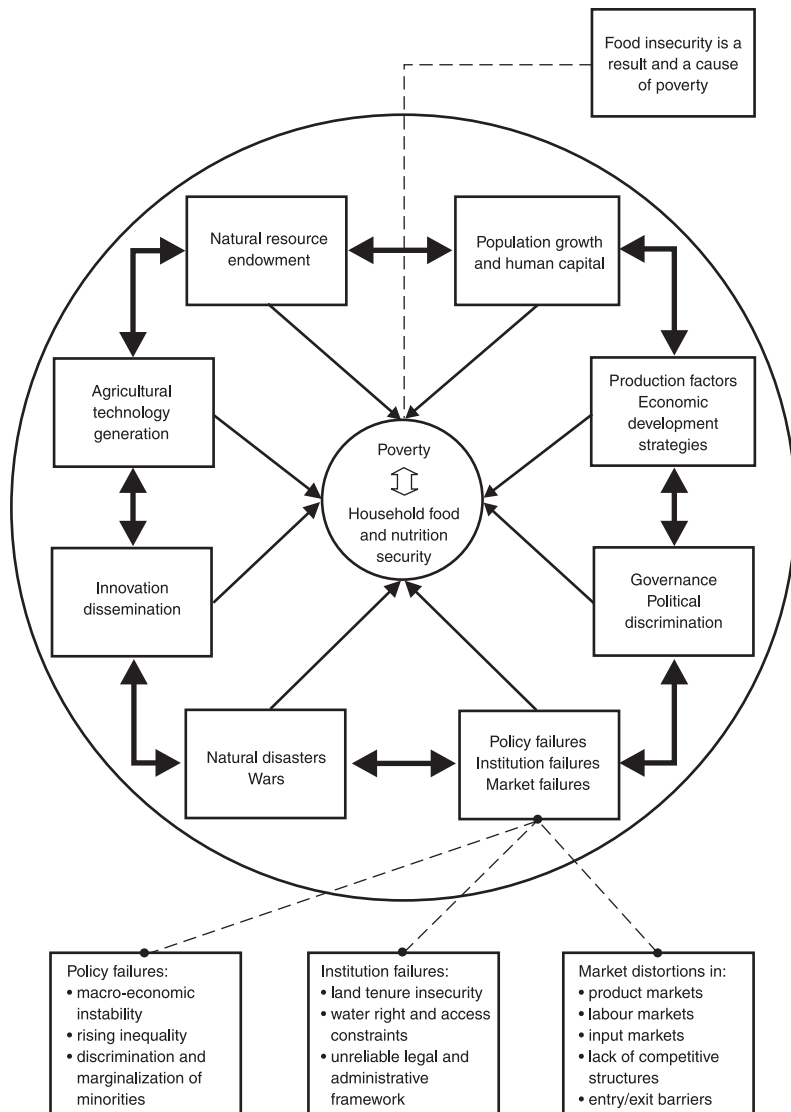 Food insecurity is a
result and a cause
of poverty
Natural resource
endowment
Population growth
and human capital
Agricultural
technology
generation
Production factors
Economic
development
strategies
Poverty
Household food
and nutrition
security
Innovation
dissemination
Governance
Political
discrimination
Natural disasters
Wars
Policy failures
Institution failures
Market failures
Policy failures:
• macro-economic
instability
• rising inequality
• discrimination and
marginalization of
minorities
Institution failures:
• land tenure insecurity
• water right and access
constraints
• unreliable legal and
administrative
framework
Market distortions in:
• product markets
• labour markets
• input markets
• lack of competitive
structures
• entry/exit barriers